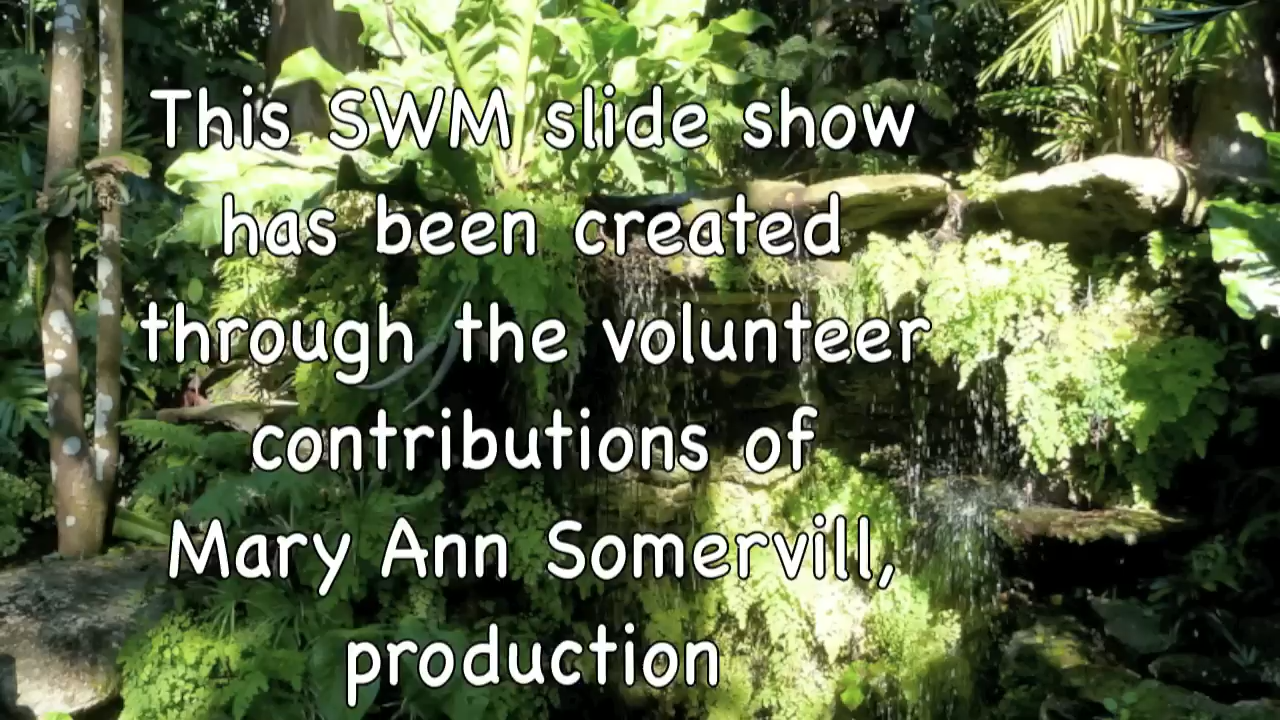 This SWM slide show
has been created
through the volunteer
contributions of
Mary Ann Somervill,
production